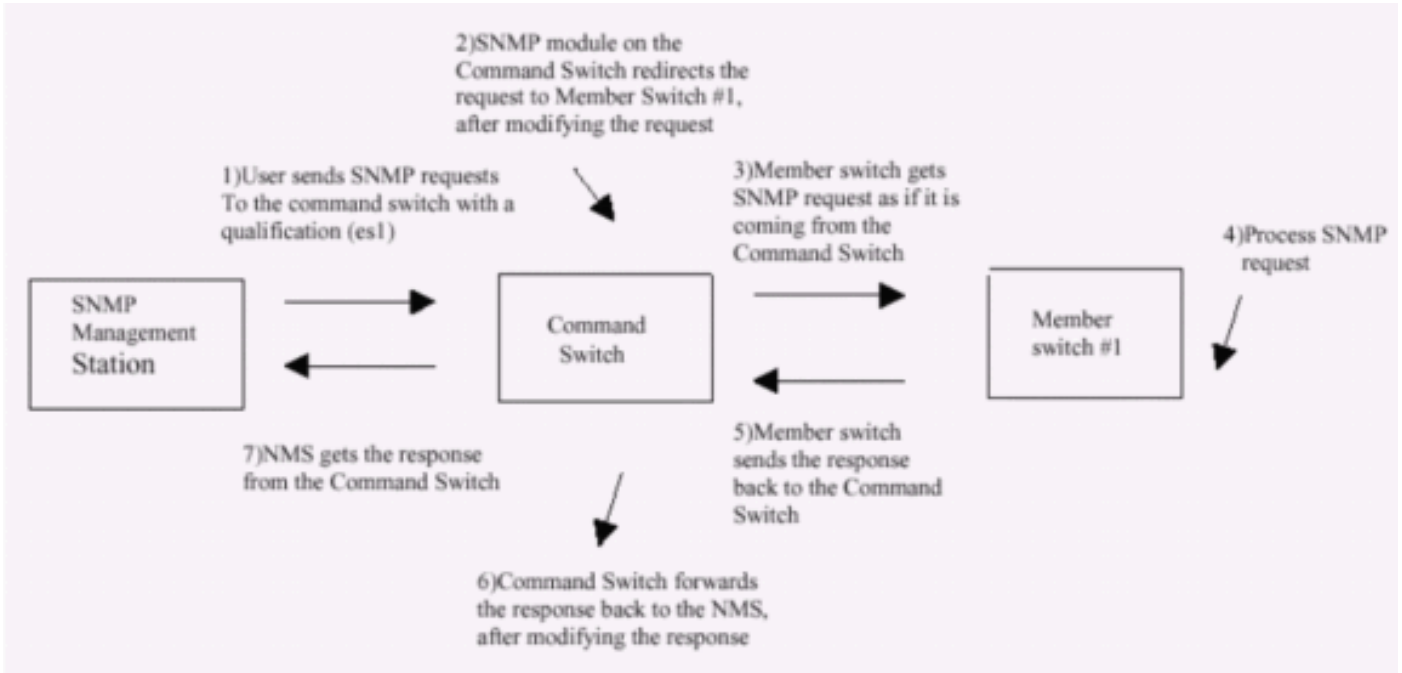 2)SNMP module on the
Command Switch redirects the
request to Member Switch #1,
after modifying the request
1)User sends SNMP requests
To the command switch with a
qualification (es1)
3)Member switch gets
SNMP request as if it is
coming from the
Command Switch
4)Process SNMP
request
SNMP
Management
Station
Command
Switch
Member
switch #1
7)NMS gets the response
from the Command Switch
5)Member switch
sends the response
back to the Command
Switch
6)Command Switch forwards
the response back to the NMS,
after modifying the response